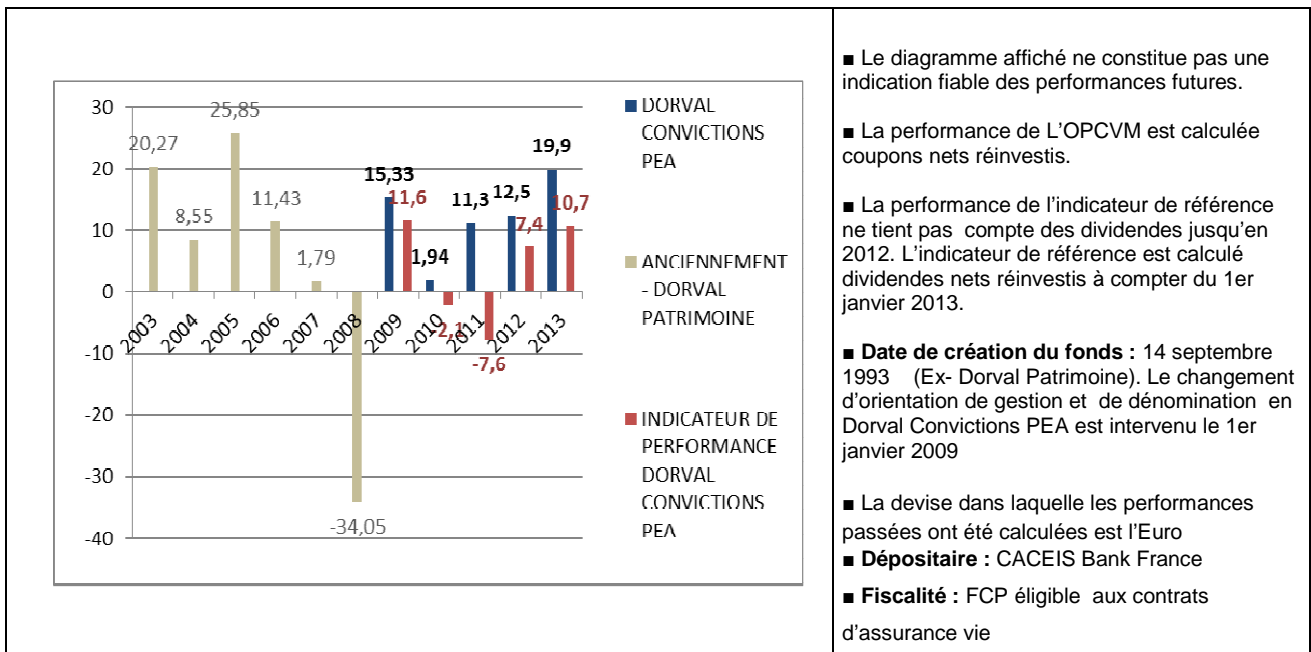 30
20
10
0
-10
-20
-30
-40
20,27
8,55
25,85
11,43
1,79
-34,05
15,33
11,6
1,94
-2,1
11,3
-7,6
12,5
7,4
19,9
10,7
2003
2004
2005
2006
2007
2008
2009
2010
2011
2012
2013
DORVAL
CONVICTIONS
PEA
ANCIENNEMENT
- DORVAL
PATRIMOINE
INDICATEUR DE
PERFORMANCE
DORVAL
CONVICTIONS
PEA
■ Le diagramme affiché ne constitue pas une
indication fiable des performances futures.
■ La performance de L'OPCVM est calculée
coupons nets réinvestis.
■ La performance de l'indicateur de référence
ne tient pas compte des dividendes jusqu'en
2012. L'indicateur de référence est calculé
dividendes nets réinvestis à compter du 1er
janvier 2013.
■ Date de création du fonds : 14 septembre
1993 (Ex- Dorval Patrimoine). Le changement
d'orientation de gestion et de dénomination en
Dorval Convictions PEA est intervenu le 1er
janvier 2009
■ La devise dans laquelle les performances
passées ont été calculées est l'Euro
■ Dépositaire : CACEIS Bank France
■ Fiscalité : FCP éligible aux contrats
d'assurance vie